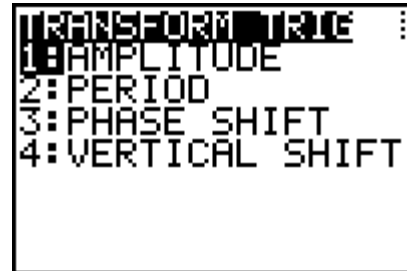 TRANSFORM TRIG
1:AMPLITUDE
2:PERIOD
3:PHASE SHIFT
4:VERTICAL SHIFT